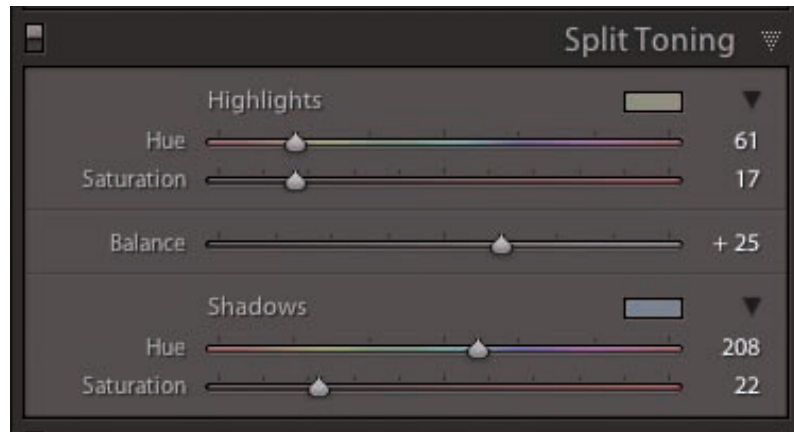 Split Toning
Highlights
Hue 61
Saturation 17
Balance + 25
Shadows
Hue 208
Saturation 22